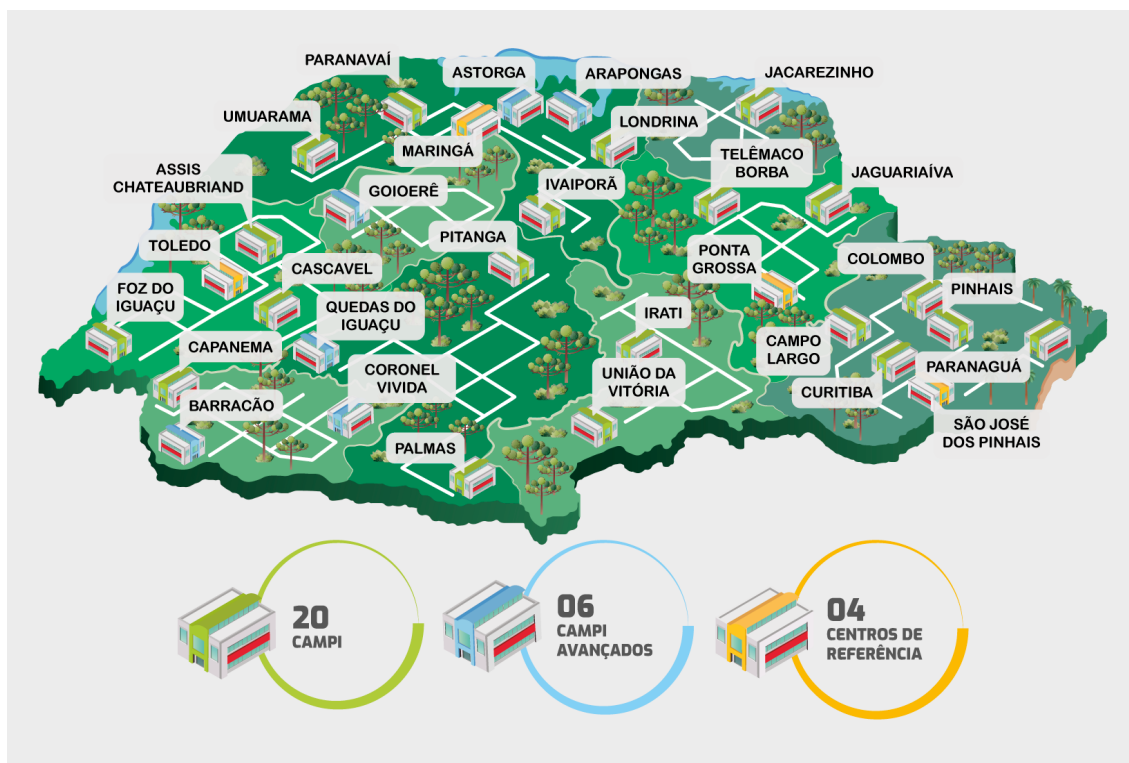 PARANAVAÍ
ASTORGA
ARAPONGAS
JACAREZINHO
UMUARAMA
LONDRINA
MARINGÁ
TELÊMACO
BORBA
ASSIS
CHATEAUBRIAND
GOIOERÊ
IVAIPORÃ
JAGUARIAÍVA
TOLEDO
PITANGA
PONTA
GROSSA
COLOMBO
CASCAVEL
FOZ DO
IGUAÇU
PINHAIS
QUEDAS DO
IGUAÇU
IRATI
CAPANEMA
CAMPO
LARGO
CORONEL
VIVIDA
UNIÃO DA
VITÓRIA
PARANAGUÁ
BARRACÃO
CURITIBA
SÃO JOSÉ
DOS PINHAIS
PALMAS
20
CAMPI
06
CAMPI
AVANÇADOS
04
CENTROS DE
REFERÊNCIA